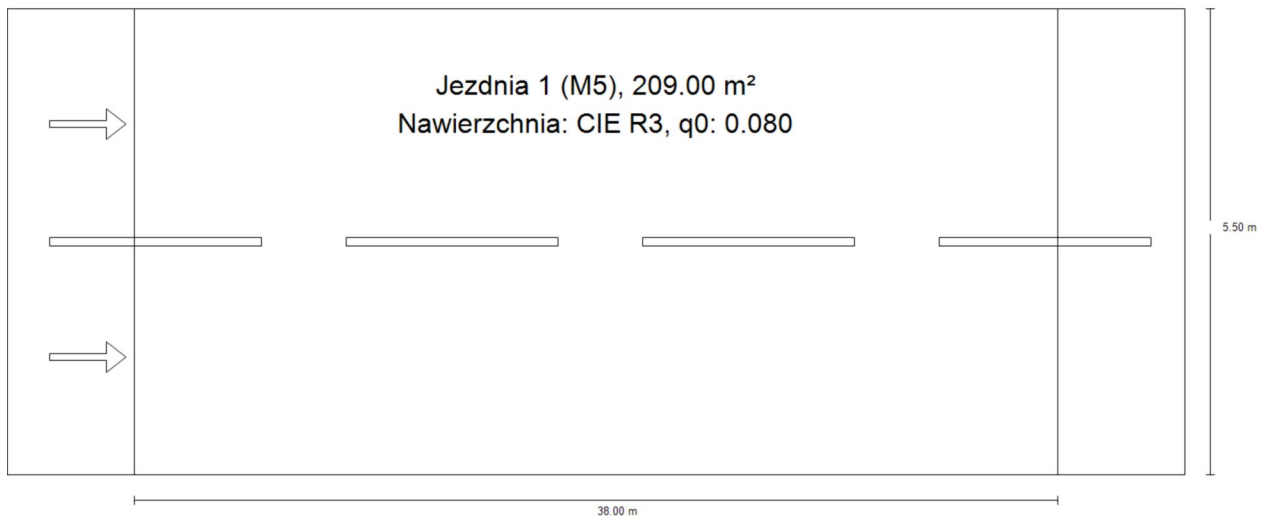 Jezdnia 1 (M5), 209.00 m²
Nawierzchnia: CIE R3, q0: 0.080
5.50 m
38.00 m